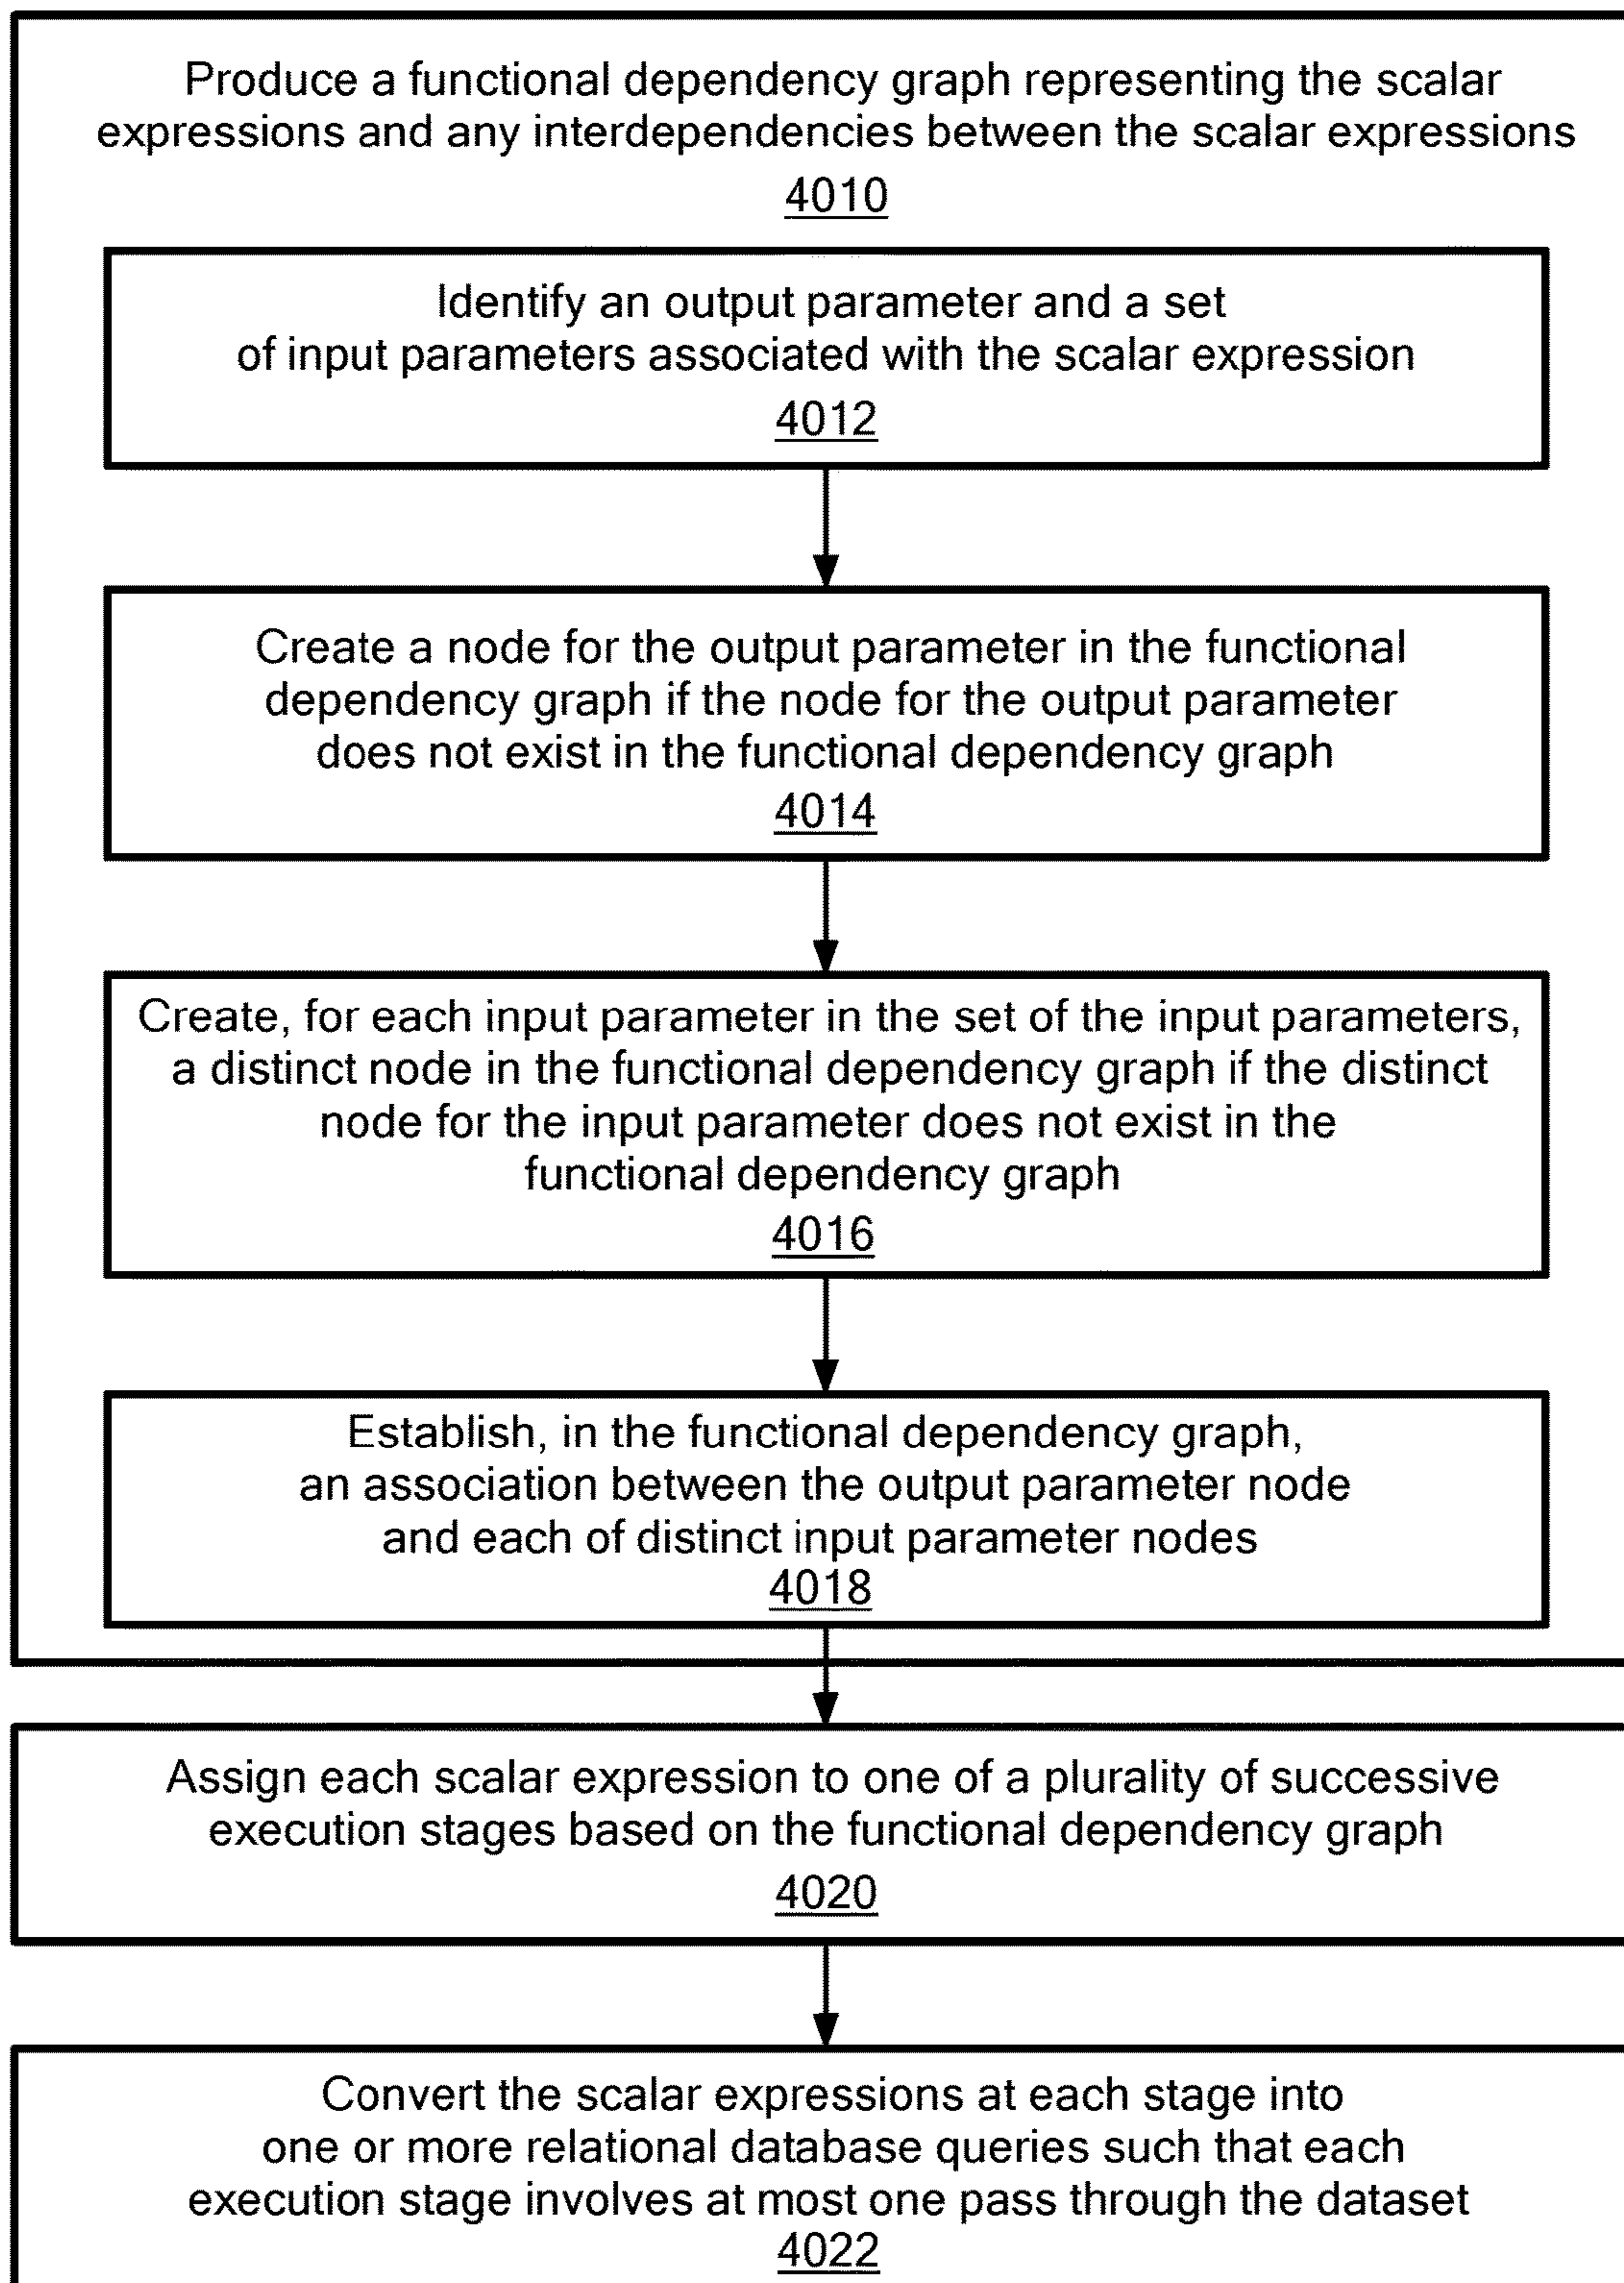 Produce a functional dependency graph representing the scalar
expressions and any interdependencies between the scalar expressions
4010
Identify an output parameter and a set
of input parameters associated with the scalar expression
4012
Create a node for the output parameter in the functional
dependency graph if the node for the output parameter
does not exist in the functional dependency graph
4014
Create, for each input parameter in the set of the input parameters,
a distinct node in the functional dependency graph if the distinct
node for the input parameter does not exist in the
functional dependency graph
4016
Establish, in the functional dependency graph,
an association between the output parameter node
and each of distinct input parameter nodes
4018
Assign each scalar expression to one of a plurality of successive
execution stages based on the functional dependency graph
4020
Convert the scalar expressions at each stage into
one or more relational database queries such that each
execution stage involves at most one pass through the dataset
4022